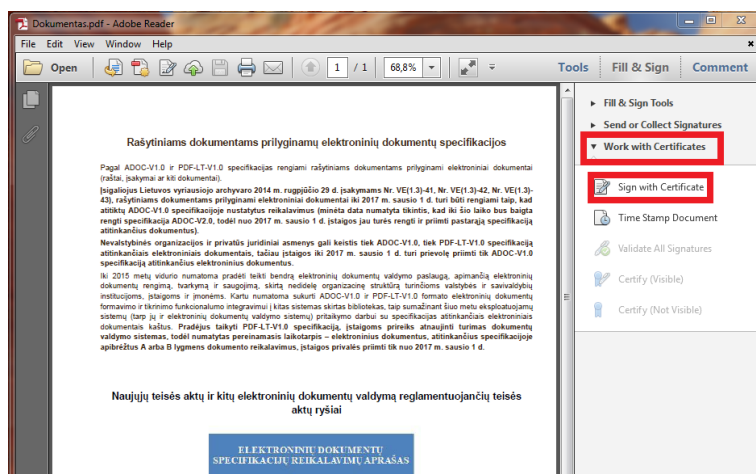 Dokumentas.pdf - Adobe Reader
File Edit View Window Help
Open 1 / 1 68,8% Tools Fill & Sign Comment
Rašytiniams dokumentams prilyginamų elektroninių dokumentų specifikacijos
Pagal ADOC-V1.0 ir PDF-LT-V1.0 specifikacijas rengiami rašytiniams dokumentams prilyginami elektroniniai dokumentai
(raštai, įsakymai ar kiti dokumentai).
Įsigaliojus Lietuvos vyriausiojo archyvaro 2014 m. rugpjūčio 29 d. įsakymams Nr. VE(1.3)-41, Nr. VE(1.3)-42, Nr. VE(1.3)-
43), rašytiniams dokumentams prilyginami elektroniniai dokumentai iki 2017 m. sausio 1 d. turi būti rengiami taip, kad
atitiktų ADOC-V1.0 specifikacijoje nustatytus reikalavimus (minėta data numatyta tikintis, kad iki šio laiko bus baigta
rengti specifikacija ADOC-V2.0, todėl nuo 2017 m. sausio 1 d. įstaigos jau turės rengti ir priimti pastarąją specifikaciją
atitinkančius dokumentus).
Nevalstybinės organizacijos ir privatūs juridiniai asmenys gali keistis tiek ADOC-V1.0, tiek PDF-LT-V1.0 specifikaciją
atitinkančiais elektroniniais dokumentais, tačiau įstaigos iki 2017 m. sausio 1 d. turi prievolę priimti tik ADOC-V1.0
specifikaciją atitinkančius elektroninius dokumentus.
Iki 2015 metų vidurio numatoma pradėti teikti bendrą elektroninių dokumentų valdymo paslaugą, apimančią elektroninių
dokumentų rengimą, tvarkymą ir saugojimą, skirtą nedidelę organizacinę struktūrą turinčioms valstybės ir savivaldybių
institucijoms, įstaigoms ir įmonėms. Kartu numatoma sukurti ADOC-V1.0 ir PDF-LT-V1.0 formato elektroninių dokumentų
formavimo ir tikrinimo funkcionalumo integravimui į kitas sistemas skirtas bibliotekas, taip sumažinant šiuo metu eksploatuojamų
sistemų (tarp jų ir elektroninių dokumentų valdymo sistemų) pritaikymo darbui su specifikacijas atitinkančiais elektroniniais
dokumentais kaštus. Pradėjus taikyti PDF-LT-V1.0 specifikaciją, įstaigoms prireiks atnaujinti turimas dokumentų
valdymo sistemas, todėl numatytas pereinamasis laikotarpis – elektroninius dokumentus, atitinkančius specifikacijoje
apibrėžtus A arba B lygmens dokumento reikalavimus, įstaigos privalės priimti tik nuo 2017 m. sausio 1 d.
Naujųjų teisės aktų ir kitų elektroninių dokumentų valdymą reglamentuojančių teisės
aktų ryšiai
ELEKTRONINIŲ DOKUMENTŲ
SPECIFIKACIJŲ REIKALAVIMŲ APRAŠAS
Fill & Sign Tools
Send or Collect Signatures
Work with Certificates
Sign with Certificate
Time Stamp Document
Validate All Signatures
Certify (Visible)
Certify (Not Visible)